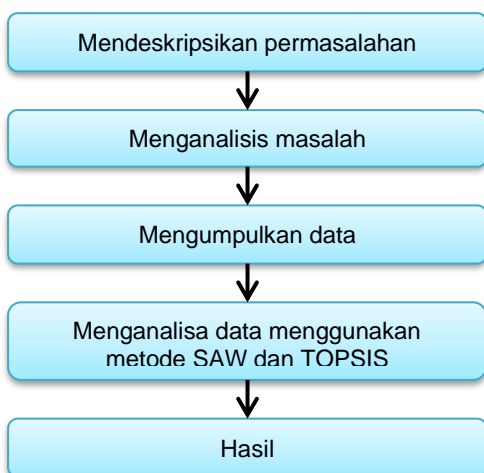 Mendeskripsikan permasalahan
Menganalisis masalah
Mengumpulkan data
Menganalisa data menggunakan
metode SAW dan TOPSIS
Hasil